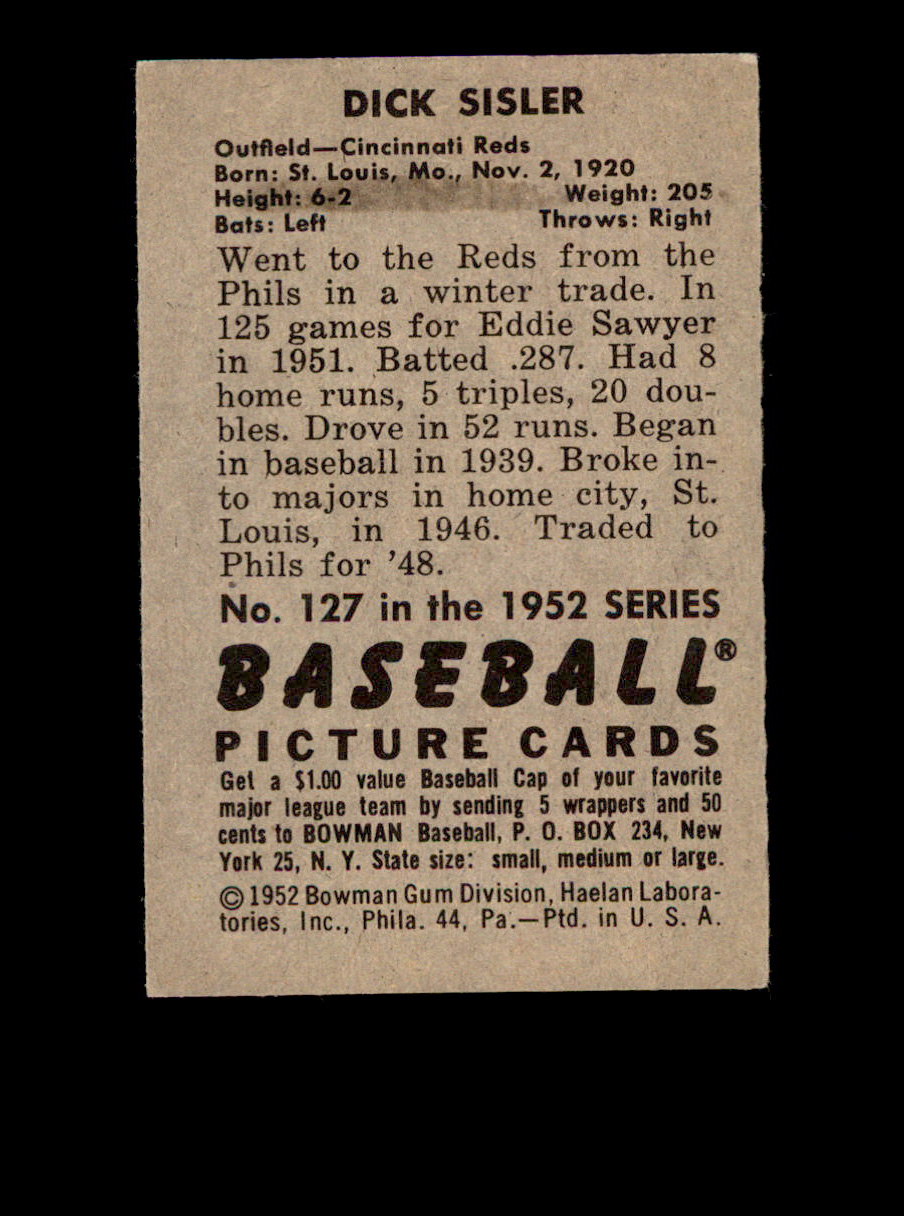 DICK SISLER
Outfield—Cincinnati Reds
Born: St. Louis, Mo., Nov. 2, 1920
Height: 6-2 Weight: 205
Bats: Left Throws: Right
Went to the Reds from the
Phils in a winter trade. In
125 games for Eddie Sawyer
in 1951. Batted .287. Had 8
home runs, 5 triples, 20 dou-
bles. Drove in 52 runs. Began
in baseball in 1939. Broke in-
to majors in home city, St.
Louis, in 1946. Traded to
Phils for '48.
No. 127 in the 1952 SERIES
BASEBALL®
PICTURE CARDS
Get a $1.00 value Baseball Cap of your favorite
major league team by sending 5 wrappers and 50
cents to BOWMAN Baseball, P. O. BOX 234, New
York 25, N. Y. State size: small, medium or large.
© 1952 Bowman Gum Division, Haelan Labora-
tories, Inc., Phila. 44, Pa.—Ptd. in U. S. A.